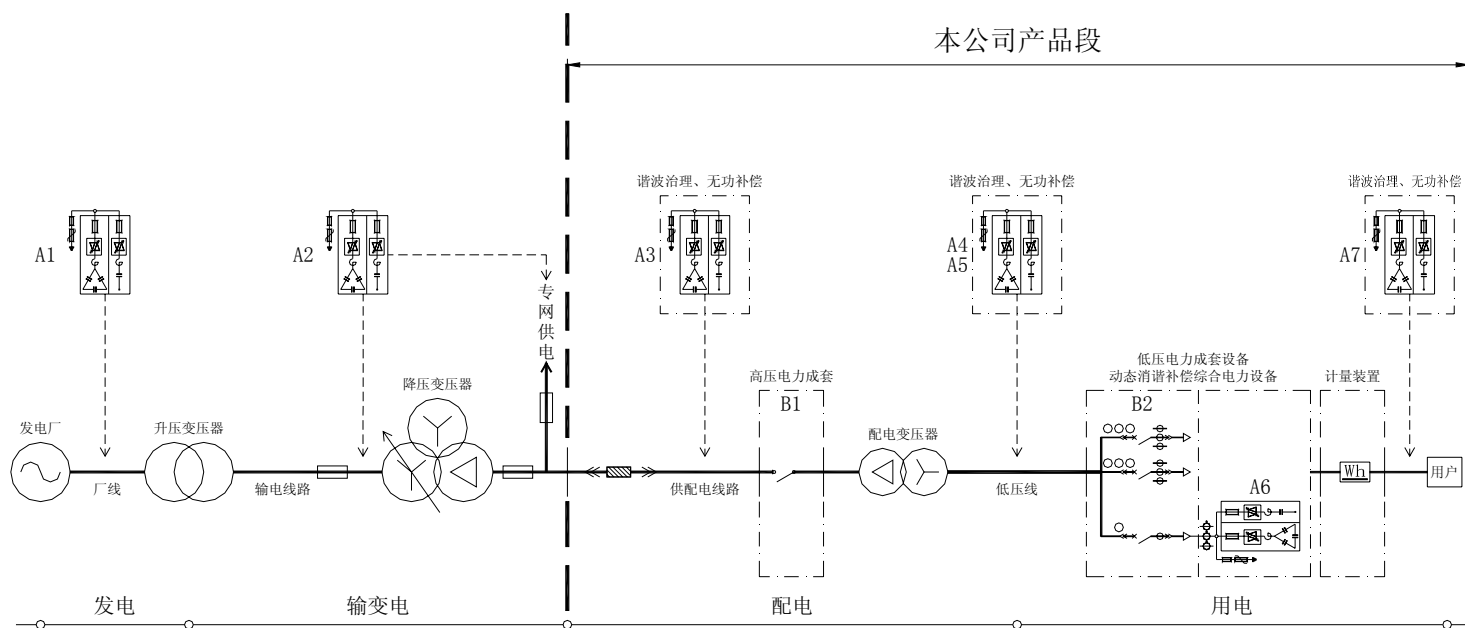 本公司产品段
谐波治理、无功补偿
谐波治理、无功补偿
谐波治理、无功补偿
A1
A2
A3
A4
A5
A7
专网供电
降压变压器
高压电力成套
B1
低压电力成套设备
动态消谐补偿综合电力设备
B2
计量装置
发电厂
升压变压器
配电变压器
厂线
输电线路
供配电线路
低压线
Wh
用户
A6
发电
输变电
配电
用电